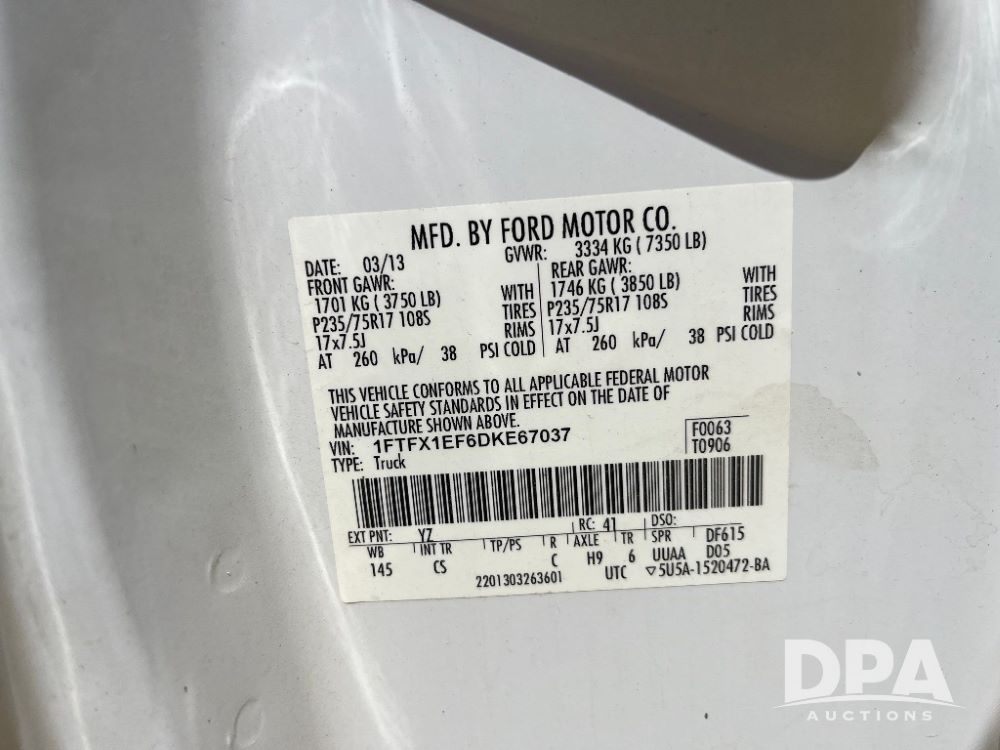 MFD. BY FORD MOTOR CO.
DATE: 03/13 GVWR: 3334 KG ( 7350 LB)
FRONT GAWR: REAR GAWR:
1701 KG ( 3750 LB) WITH 1746 KG ( 3850 LB) WITH
P235/75R17 108S TIRES P235/75R17 108S TIRES
17x7.5J RIMS 17x7.5J RIMS
AT 260 kPa/ 38 PSI COLD AT 260 kPa/ 38 PSI COLD
THIS VEHICLE CONFORMS TO ALL APPLICABLE FEDERAL MOTOR
VEHICLE SAFETY STANDARDS IN EFFECT ON THE DATE OF
MANUFACTURE SHOWN ABOVE.
VIN: 1FTFX1EF6DKE67037 F0063
TYPE: Truck T0906
EXT PNT: YZ RC: 41 DSO:
WB INT TR TP/PS R AXLE TR SPR DF615
145 CS C H9 6 UUAA D05
2201303263601 UTC ▽5U5A-1520472-BA
DPA
AUCTIONS